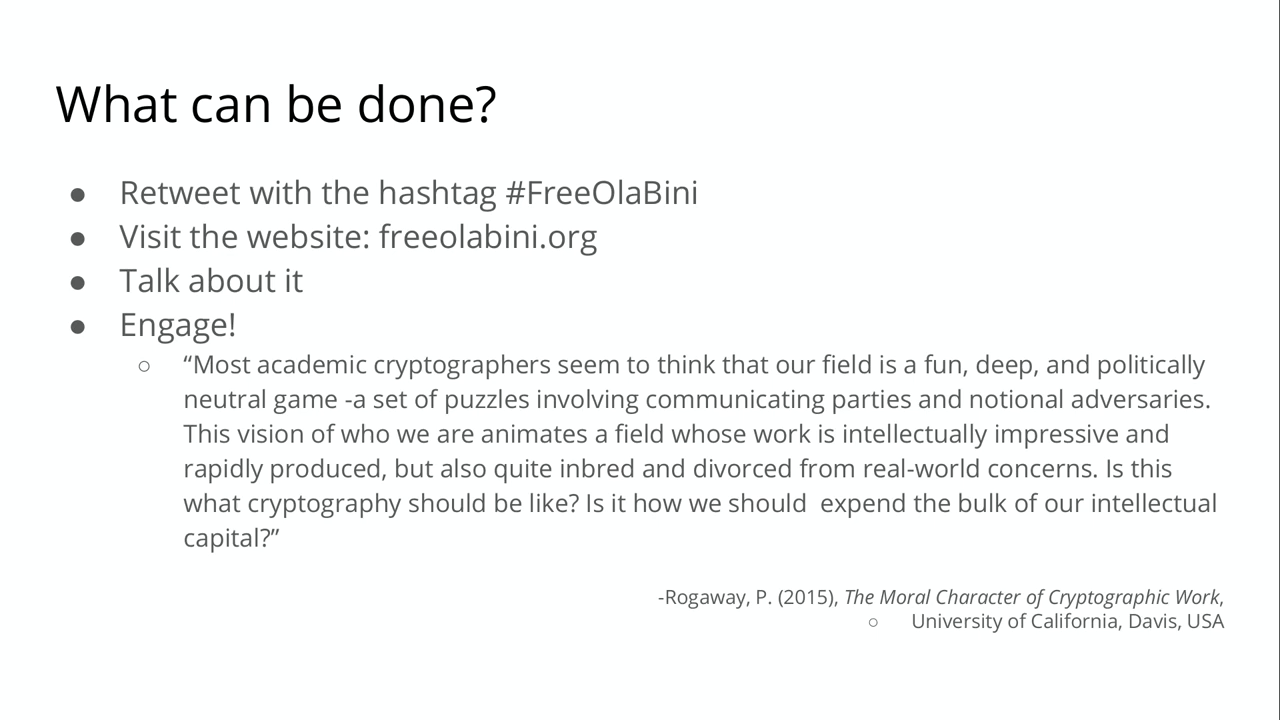 What can be done?
● Retweet with the hashtag #FreeOlaBini
● Visit the website: freeolabini.org
● Talk about it
● Engage!
○ “Most academic cryptographers seem to think that our field is a fun, deep, and politically
neutral game -a set of puzzles involving communicating parties and notional adversaries.
This vision of who we are animates a field whose work is intellectually impressive and
rapidly produced, but also quite inbred and divorced from real-world concerns. Is this
what cryptography should be like? Is it how we should  expend the bulk of our intellectual
capital?”
-Rogaway, P. (2015), The Moral Character of Cryptographic Work,
○ University of California, Davis, USA